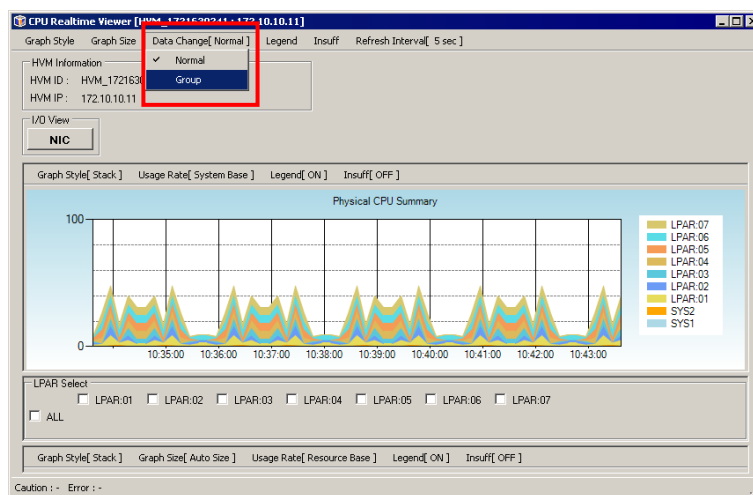 CPU Realtime Viewer [HVM_1721630241 : 172.10.10.11]
Graph Style Graph Size Data Change[ Normal ] Legend Insuff Refresh Interval[ 5 sec ]
Normal
Group
HVM Information
HVM ID : HVM_172163
HVM IP : 172.10.10.11
I/O View
NIC
Graph Style[ Stack ] Usage Rate[ System Base ] Legend[ ON ] Insuff[ OFF ]
Physical CPU Summary
100
0
10:35:00 10:36:00 10:37:00 10:38:00 10:39:00 10:40:00 10:41:00 10:42:00 10:43:00
LPAR:07
LPAR:06
LPAR:05
LPAR:04
LPAR:03
LPAR:02
LPAR:01
SYS2
SYS1
LPAR Select
LPAR:01 LPAR:02 LPAR:03 LPAR:04 LPAR:05 LPAR:06 LPAR:07
ALL
Graph Style[ Stack ] Graph Size[ Auto Size ] Usage Rate[ Resource Base ] Legend[ ON ] Insuff[ OFF ]
Caution : - Error : -